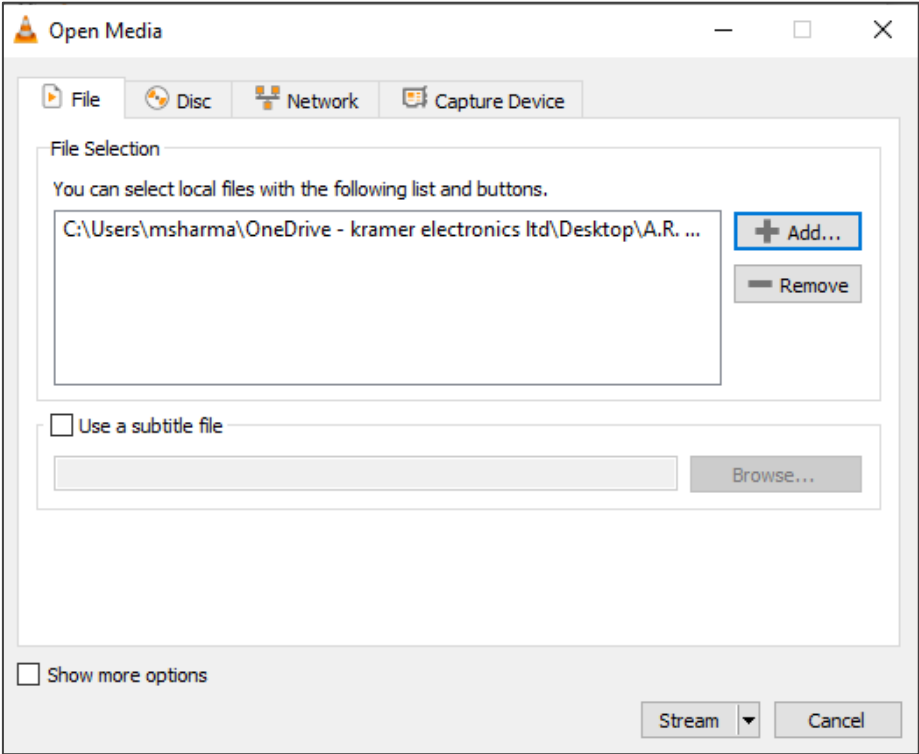 Open Media
File
Disc
Network
Capture Device
File Selection
You can select local files with the following list and buttons.
C:\Users\msharma\OneDrive - kramer electronics ltd\Desktop\A.R. ...
Add...
Remove
Use a subtitle file
Browse...
Show more options
Stream
Cancel